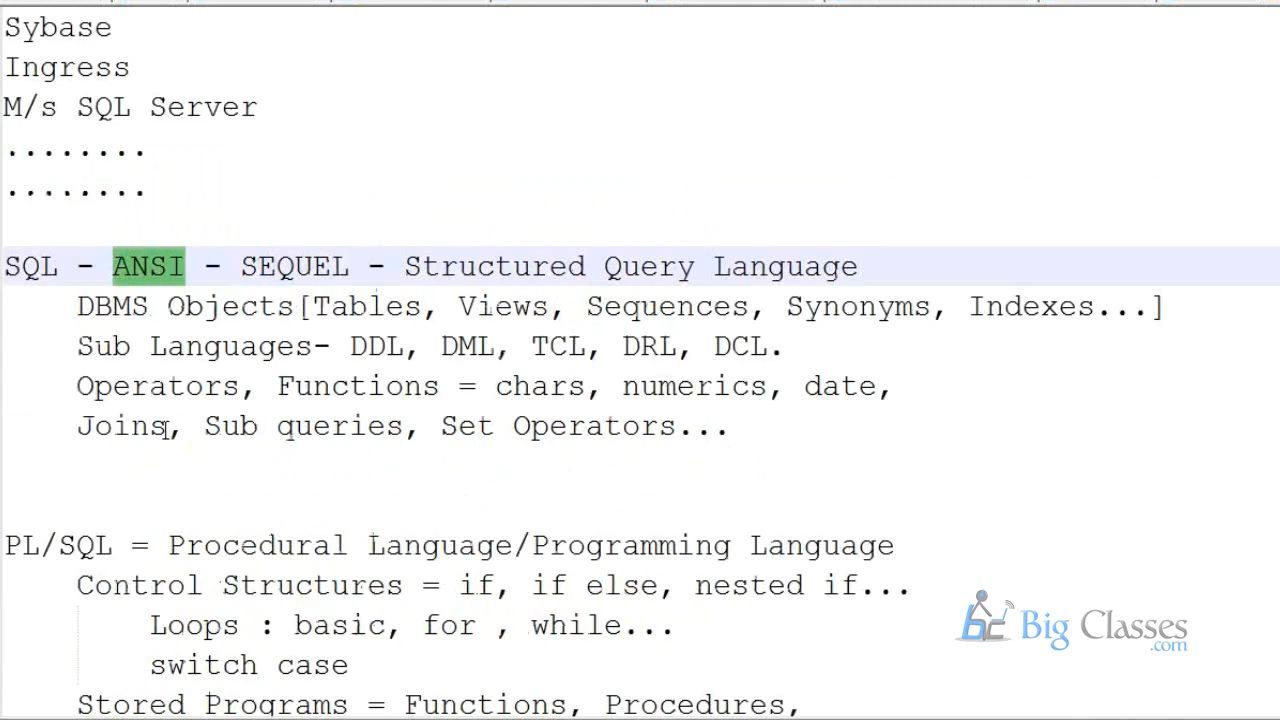 Sybase
Ingress
M/s SQL Server
........
........
SQL - ANSI - SEQUEL - Structured Query Language
DBMS Objects[Tables, Views, Sequences, Synonyms, Indexes...]
Sub Languages- DDL, DML, TCL, DRL, DCL.
Operators, Functions = chars, numerics, date,
Joins, Sub queries, Set Operators...
PL/SQL = Procedural Language/Programming Language
Control Structures = if, if else, nested if...
Loops : basic, for , while...
switch case
Stored Programs = Functions, Procedures,
bc Big Classes
.com